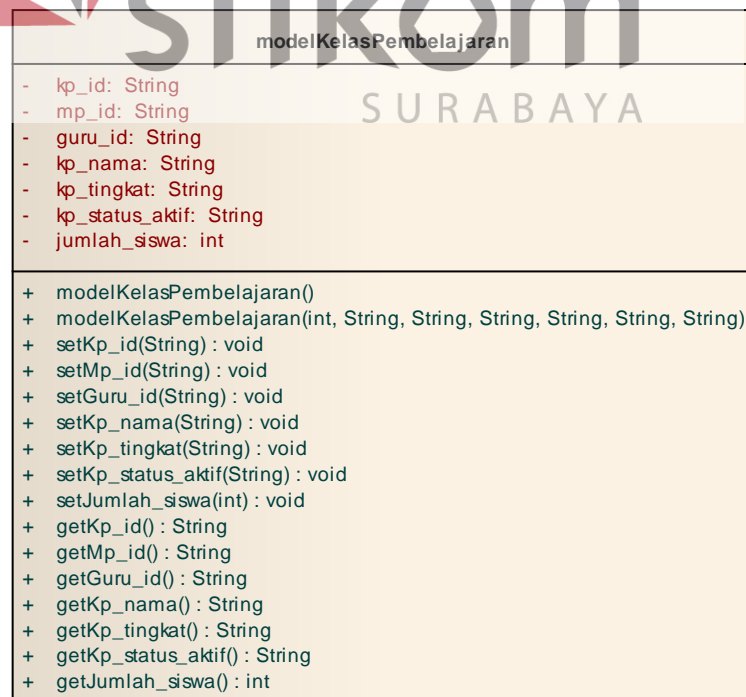 stikom
SURABAYA
modelKelasPembelajaran
- kp_id: String
- mp_id: String
- guru_id: String
- kp_nama: String
- kp_tingkat: String
- kp_status_aktif: String
- jumlah_siswa: int
+ modelKelasPembelajaran()
+ modelKelasPembelajaran(int, String, String, String, String, String, String)
+ setKp_id(String) : void
+ setMp_id(String) : void
+ setGuru_id(String) : void
+ setKp_nama(String) : void
+ setKp_tingkat(String) : void
+ setKp_status_aktif(String) : void
+ setJumlah_siswa(int) : void
+ getKp_id() : String
+ getMp_id() : String
+ getGuru_id() : String
+ getKp_nama() : String
+ getKp_tingkat() : String
+ getKp_status_aktif() : String
+ getJumlah_siswa() : int